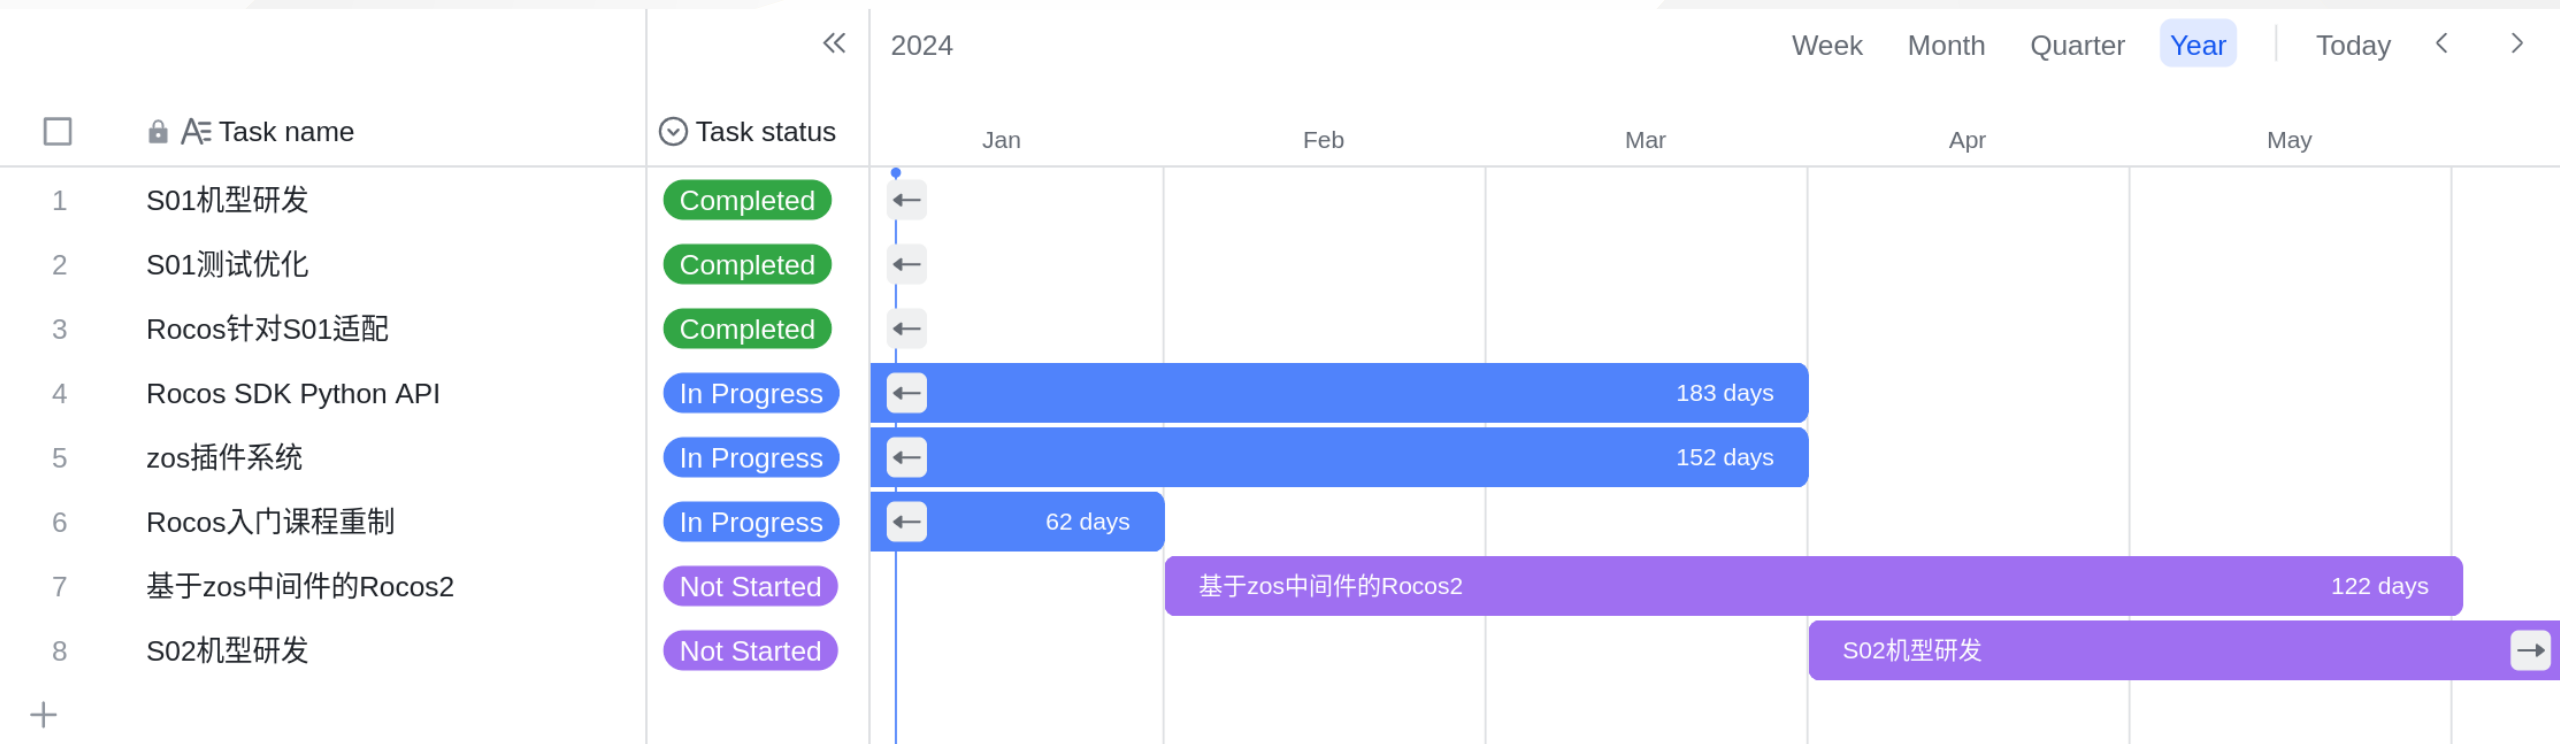 2024 Week Month Quarter Year Today
Task name Task status Jan Feb Mar Apr May
1 S01机型研发 Completed
2 S01测试优化 Completed
3 Rocos针对S01适配 Completed
4 Rocos SDK Python API In Progress 183 days
5 zos插件系统 In Progress 152 days
6 Rocos入门课程重制 In Progress 62 days
7 基于zos中间件的Rocos2 Not Started 基于zos中间件的Rocos2 122 days
8 S02机型研发 Not Started S02机型研发